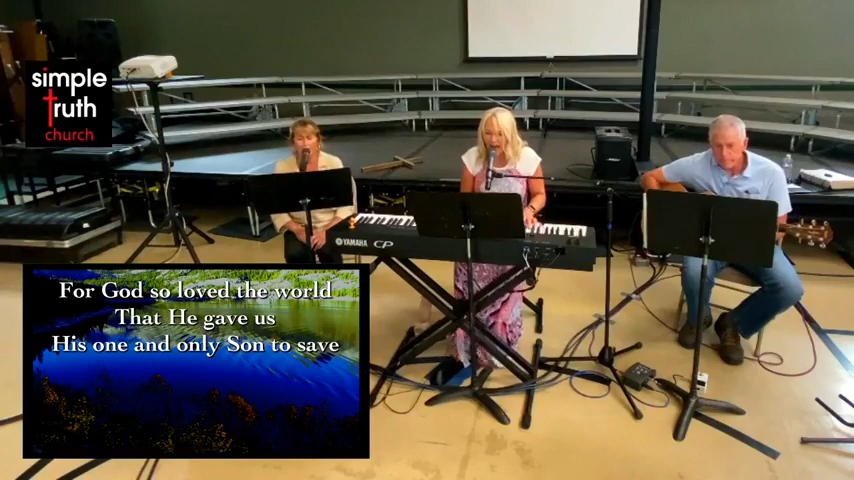 simple
truth
church
YAMAHA CP
For God so loved the world
That He gave us
His one and only Son to save